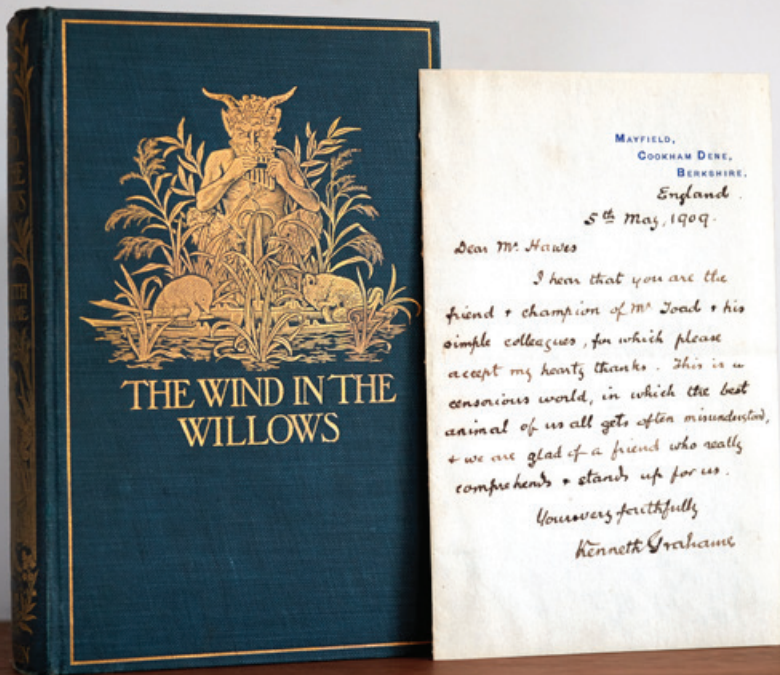 THE WIND IN THE
WILLOWS
MAYFIELD,
COOKHAM DENE,
BERKSHIRE.
England.
5th May, 1909.
Dear Mr. Hawes
I hear that you are the
friend & champion of Mr Toad & his
simple colleagues, for which please
accept my hearty thanks. This is a
censorious world, in which the best
animal of us all gets often misunderstood,
& we are glad of a friend who really
comprehends & stands up for us.
Yours very faithfully
Kenneth Grahame